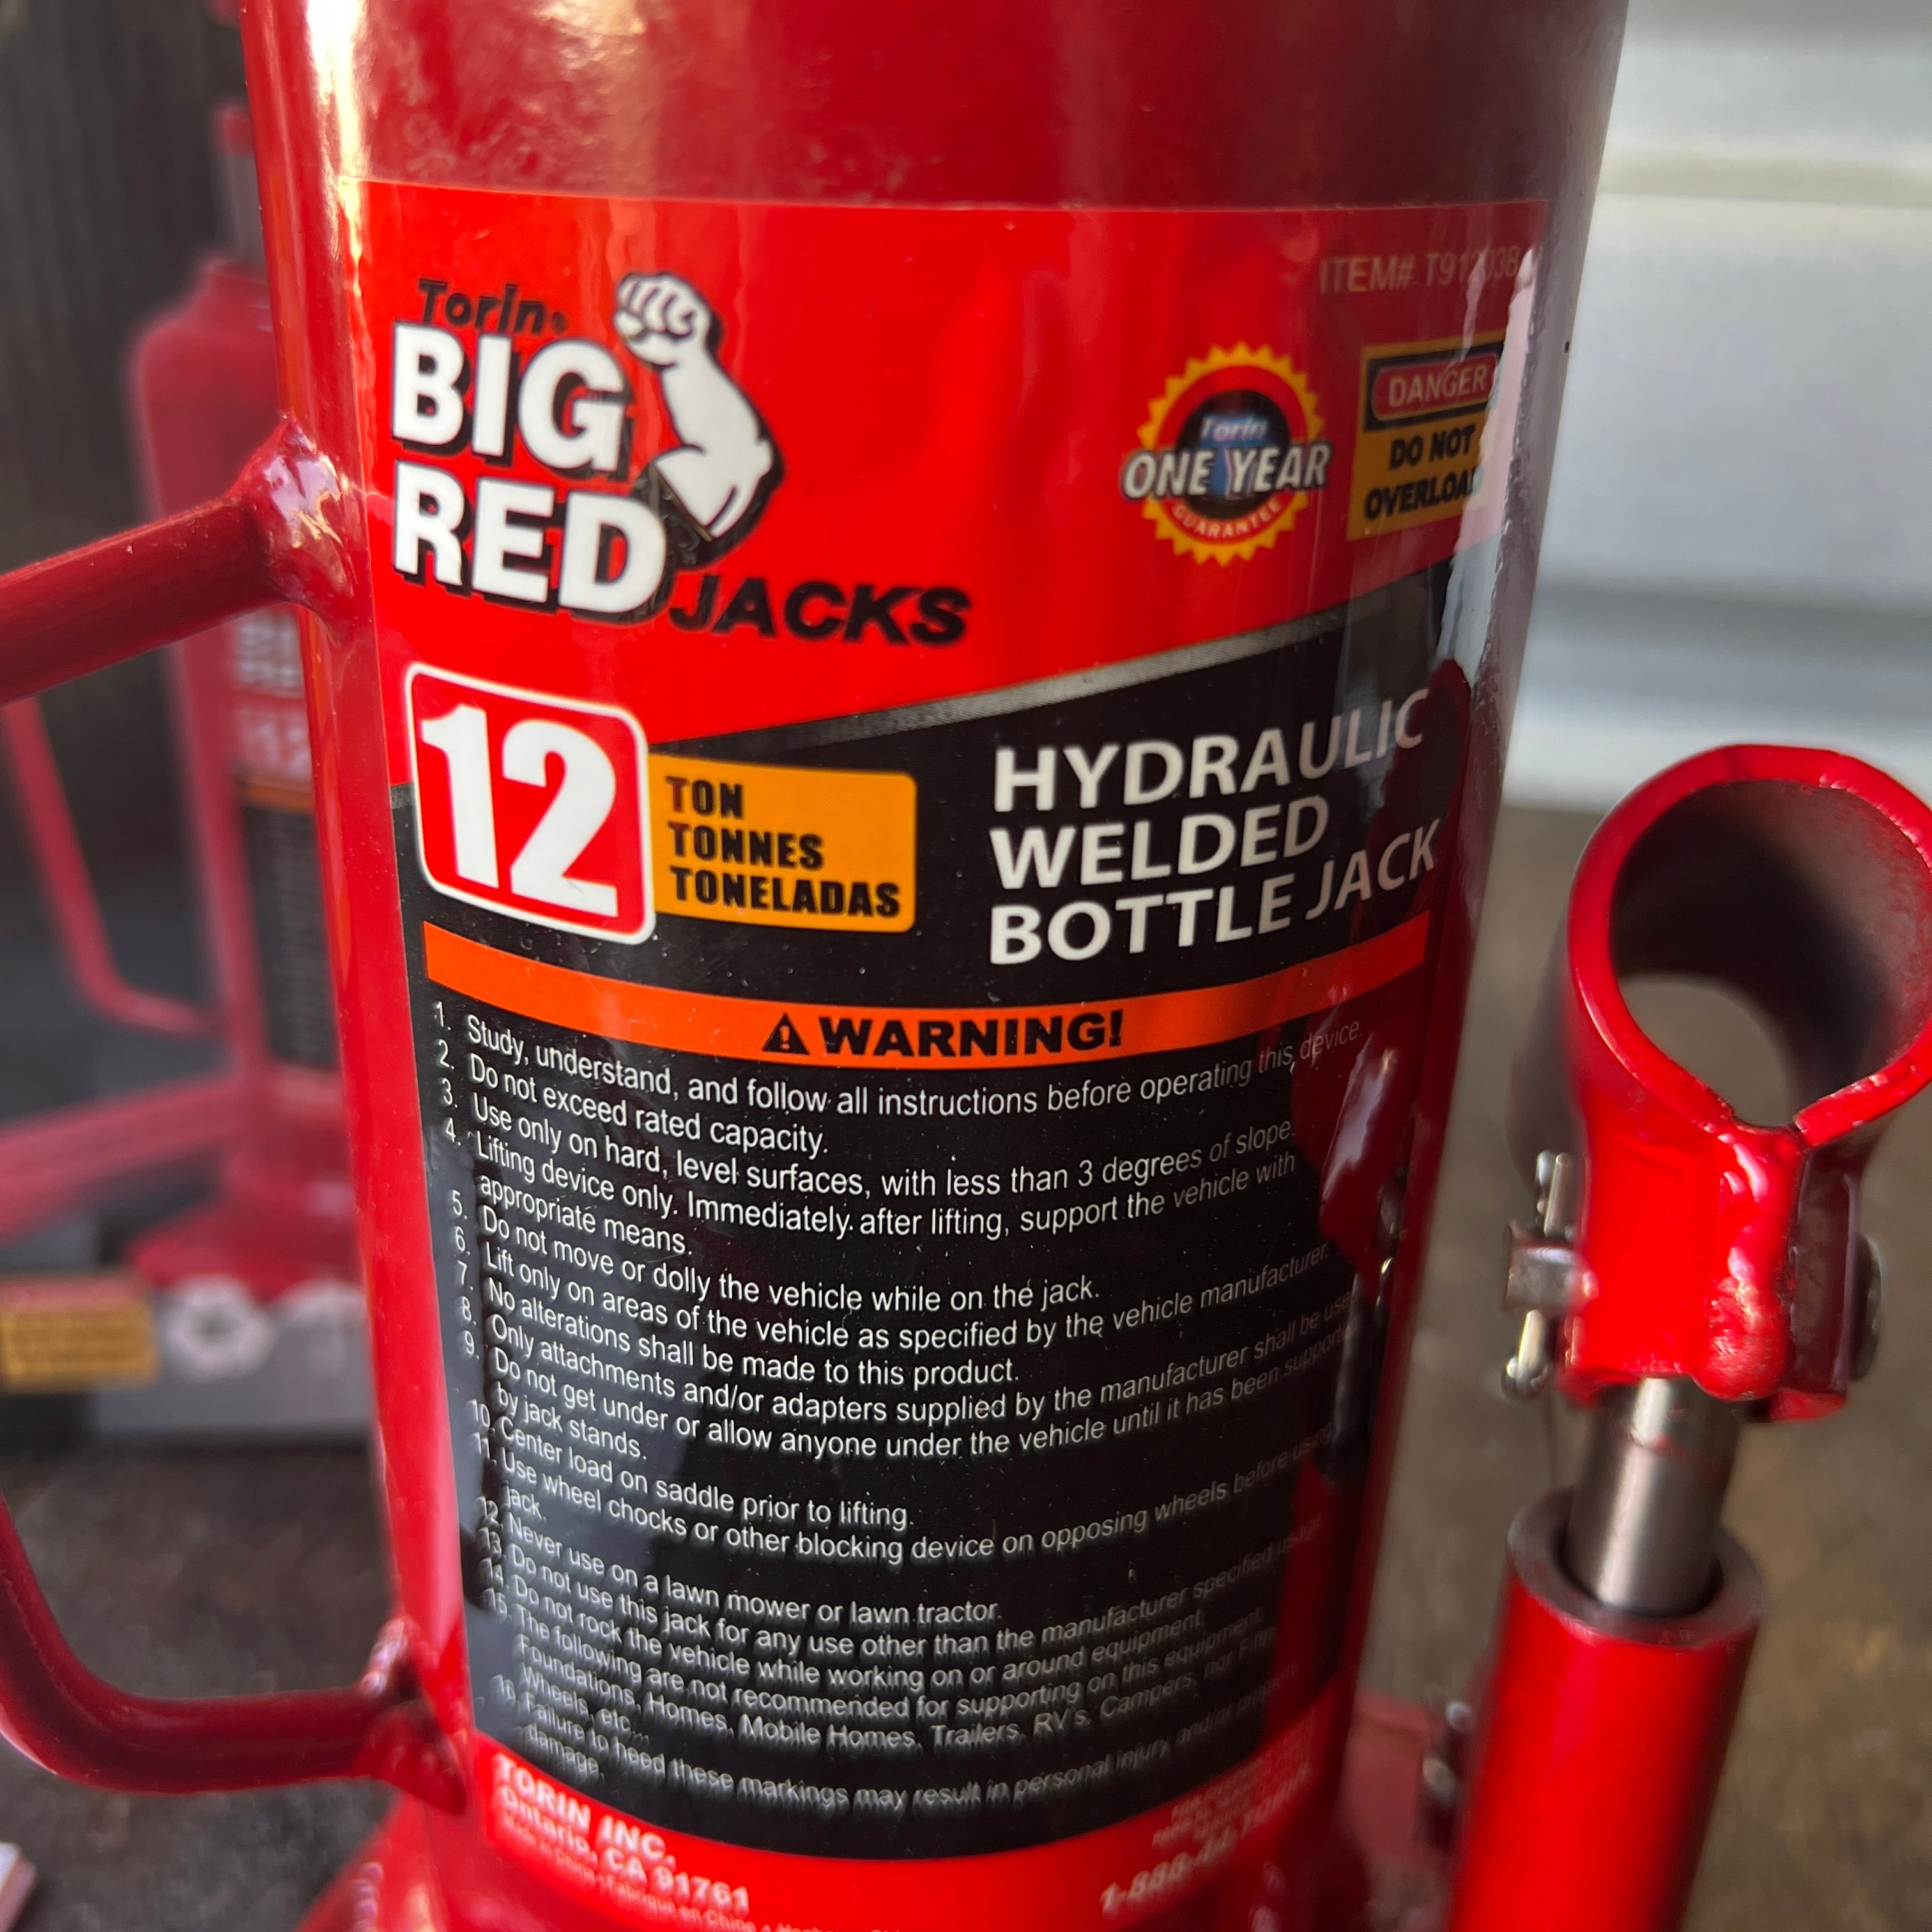 ITEM#
Torin
BIG
RED
JACKS
Torin
ONE YEAR
GUARANTEE
DANGER
DO NOT
12
TON
TONNES
TONELADAS
HYDRAULIC
WELDED
BOTTLE JACK
WARNING!
1. Study, understand, and follow all instructions before operating this device.
2. Do not exceed rated capacity.
3. Use only on hard, level surfaces, with less than 3 degrees of slope.
4. Lifting device only. Immediately after lifting, support the vehicle with
appropriate means.
5. Do not move or dolly the vehicle while on the jack.
6. Lift only on areas of the vehicle as specified by the vehicle manufacturer.
7. No alterations shall be made to this product.
8. Only attachments and/or adapters supplied by the manufacturer shall be
9. Do not get under or allow anyone under the vehicle until it has been
by jack stands.
10. Center load on saddle prior to lifting.
11. Use wheel chocks or other blocking device on opposing wheels before using
jack.
12. Never use on a lawn mower or lawn tractor.
13. Do not use this jack for any use other than the manufacturer specified usage
14. Do not rock the vehicle while working on or around equipment.
15. The following are not recommended for supporting on this equipment.
Foundations, Homes, Mobile Homes, Trailers, RV's, Campers, nor Fifth
Wheels, etc...
16. Failure to heed these markings may result in personal injury and/or
damage.
TORIN INC.
Ontario, CA 91761